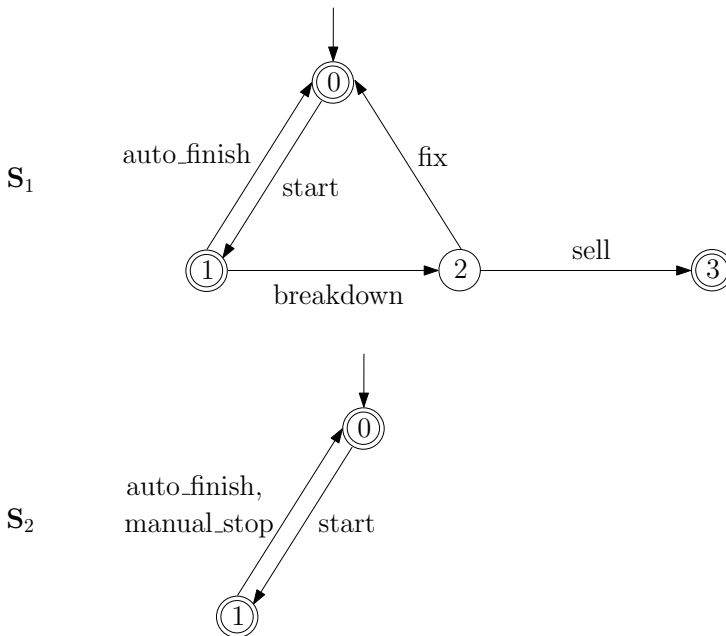 0
auto_finish
fix
S1
start
sell
1
2
3
breakdown
0
auto_finish,
S2
manual_stop
start
1